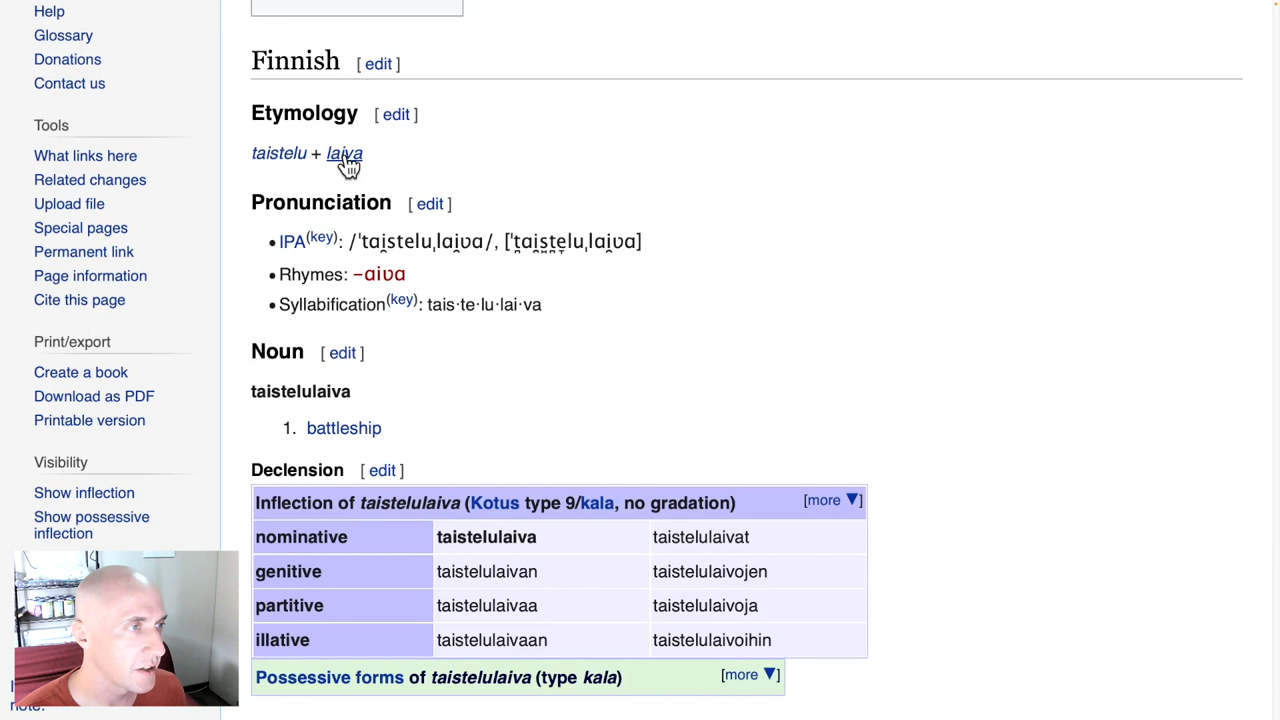 Help
Glossary
Donations
Contact us
Tools
What links here
Related changes
Upload file
Special pages
Permanent link
Page information
Cite this page
Print/export
Create a book
Download as PDF
Printable version
Visibility
Show inflection
Show possessive
inflection
Finnish [ edit ]
Etymology [ edit ]
taistelu + laiva
Pronunciation [ edit ]
• IPA(key): /ˈtɑi̯steluˌlɑi̯ʋɑ/, [ˈt̪ɑi̯s̠t̪e̞luˌlɑi̯ʋɑ]
• Rhymes: -ɑiʋɑ
• Syllabification(key): tais·te·lu·lai·va
Noun [ edit ]
taistelulaiva
1. battleship
Declension [ edit ]
Inflection of taistelulaiva (Kotus type 9/kala, no gradation) [more ▼]
nominative taistelulaiva taistelulaivat
genitive taistelulaivan taistelulaivojen
partitive taistelulaivaa taistelulaivoja
illative taistelulaivaan taistelulaivoihin
Possessive forms of taistelulaiva (type kala) [more ▼]